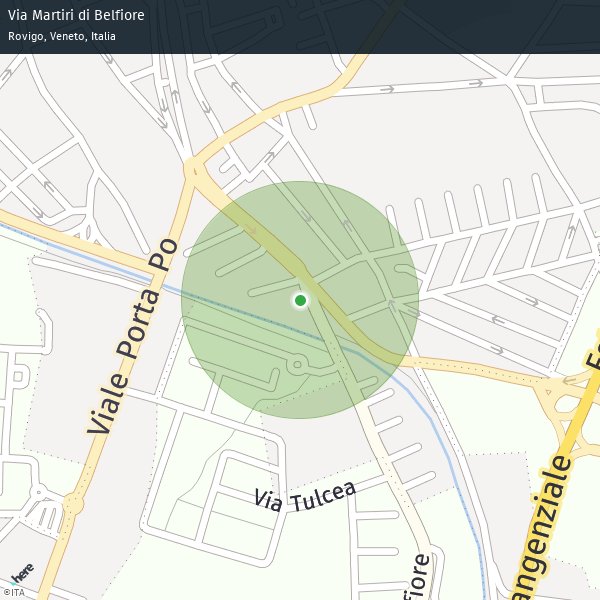 Via Martiri di Belfiore
Rovigo, Veneto, Italia
Viale Porta Po
Via Tulcea
angenziale
fiore
here
©ITA